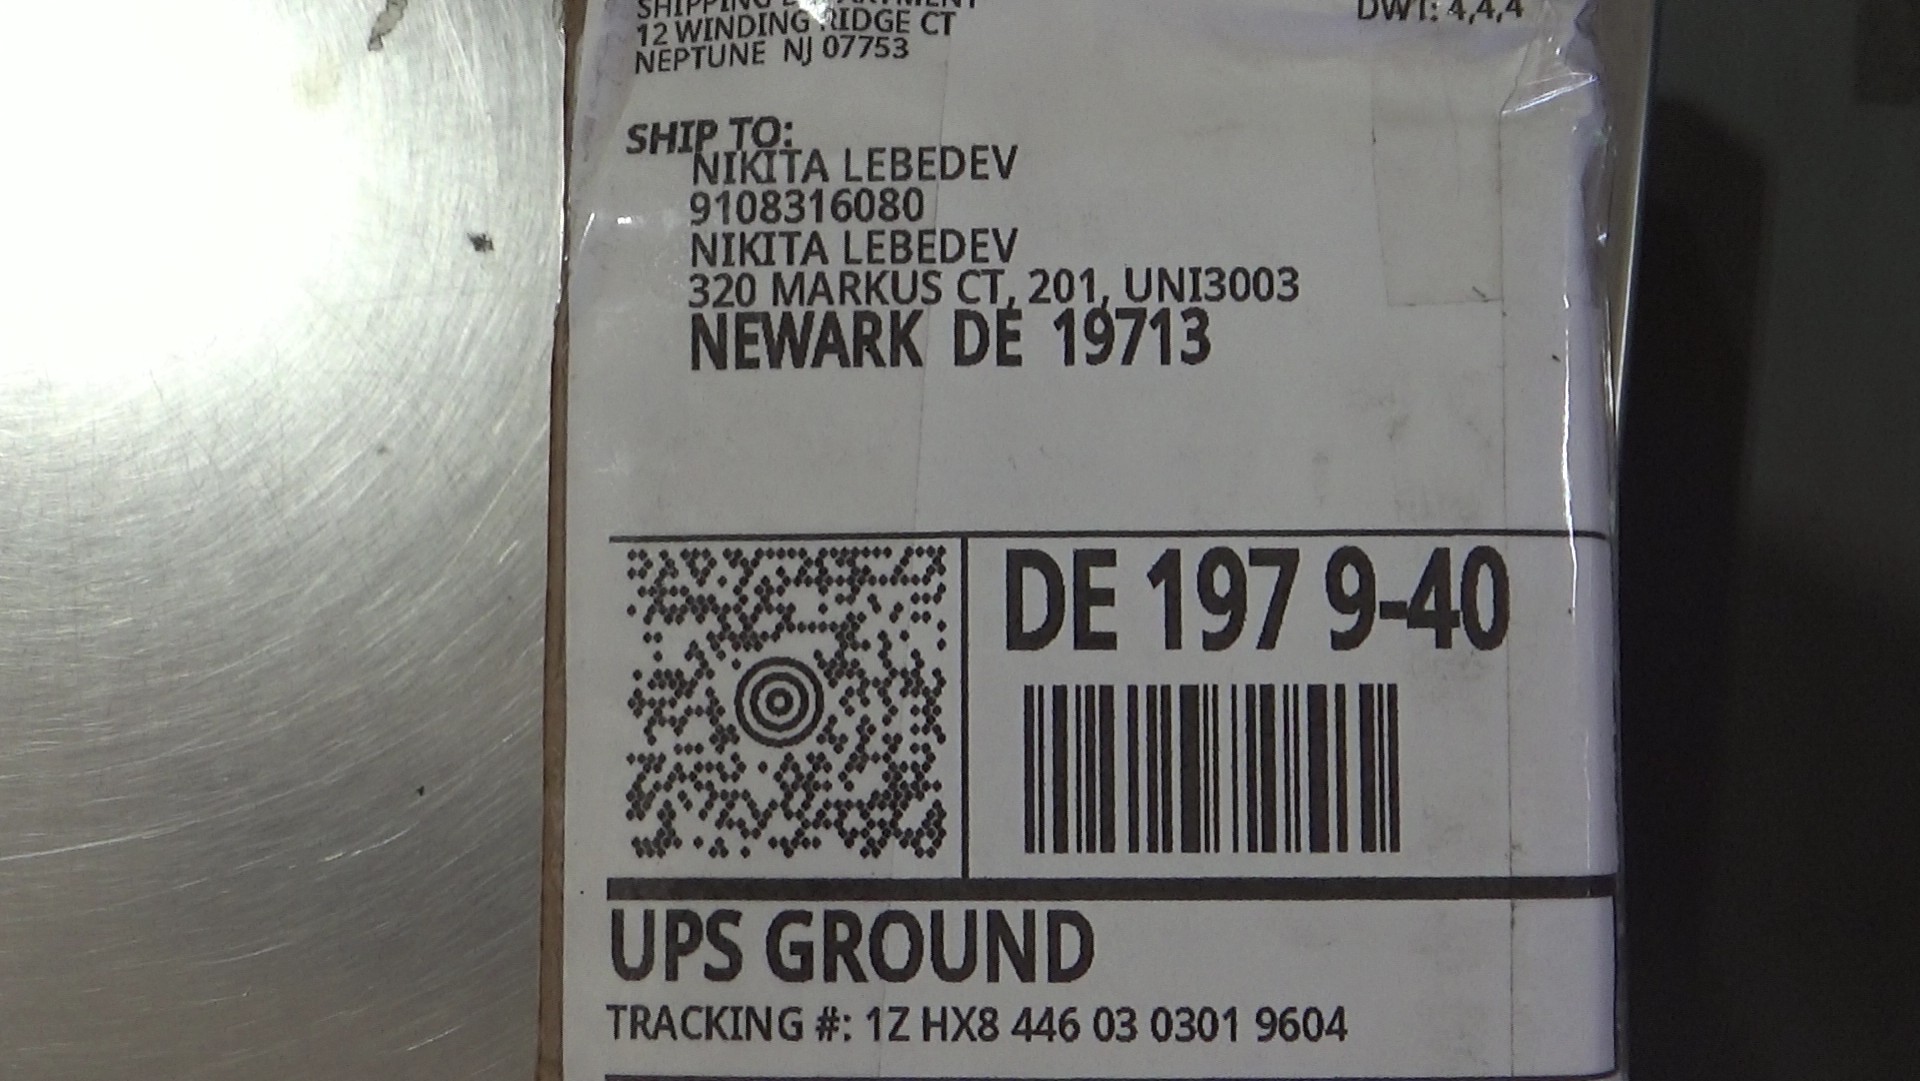 SHIPPING DEPARTMENT
12 WINDING RIDGE CT
NEPTUNE NJ 07753
DWT: 4,4,4
SHIP TO:
NIKITA LEBEDEV
9108316080
NIKITA LEBEDEV
320 MARKUS CT, 201, UNI3003
NEWARK DE 19713
DE 197 9-40
UPS GROUND
TRACKING #: 1Z HX8 446 03 0301 9604